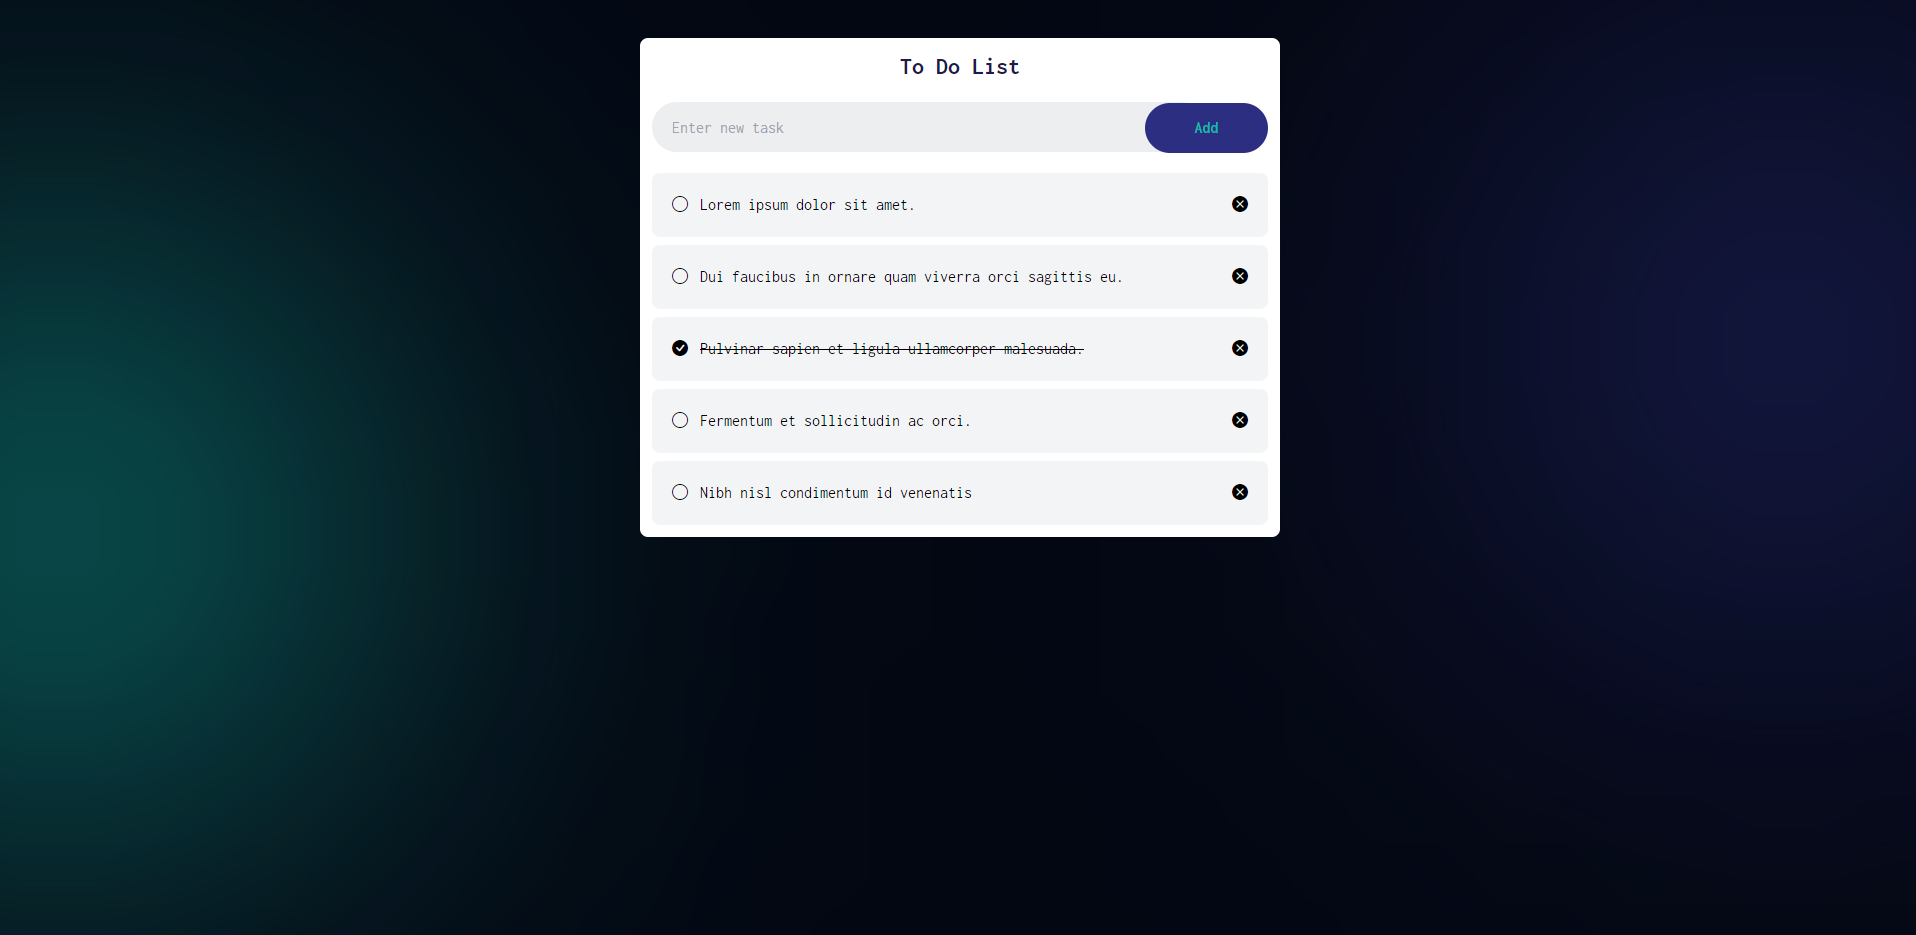 To Do List
Enter new task
Add
Lorem ipsum dolor sit amet.
Dui faucibus in ornare quam viverra orci sagittis eu.
Pulvinar sapien et ligula ullamcorper malesuada.
Fermentum et sollicitudin ac orci.
Nibh nisl condimentum id venenatis